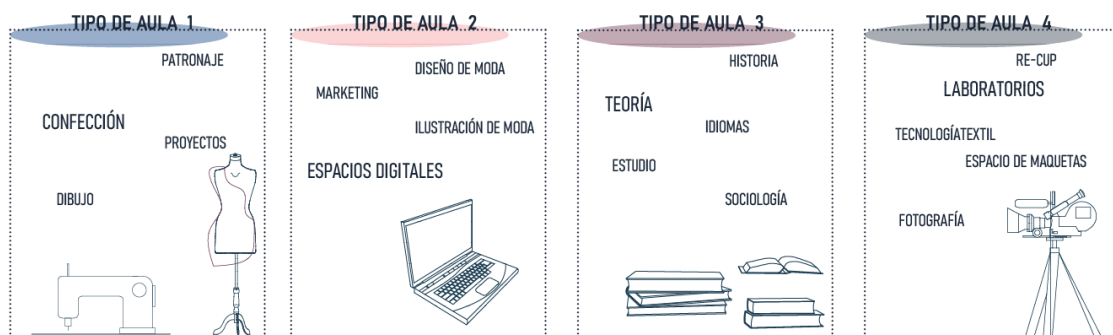 TIPO DE AULA 1
PATRONAJE
CONFECCIÓN
PROYECTOS
DIBUJO
TIPO DE AULA 2
DISEÑO DE MODA
MARKETING
ILUSTRACIÓN DE MODA
ESPACIOS DIGITALES
TIPO DE AULA 3
HISTORIA
TEORÍA
IDIOMAS
ESTUDIO
SOCIOLOGÍA
TIPO DE AULA 4
RE-CUP
LABORATORIOS
TECNOLOGÍATEXTIL
ESPACIO DE MAQUETAS
FOTOGRAFÍA